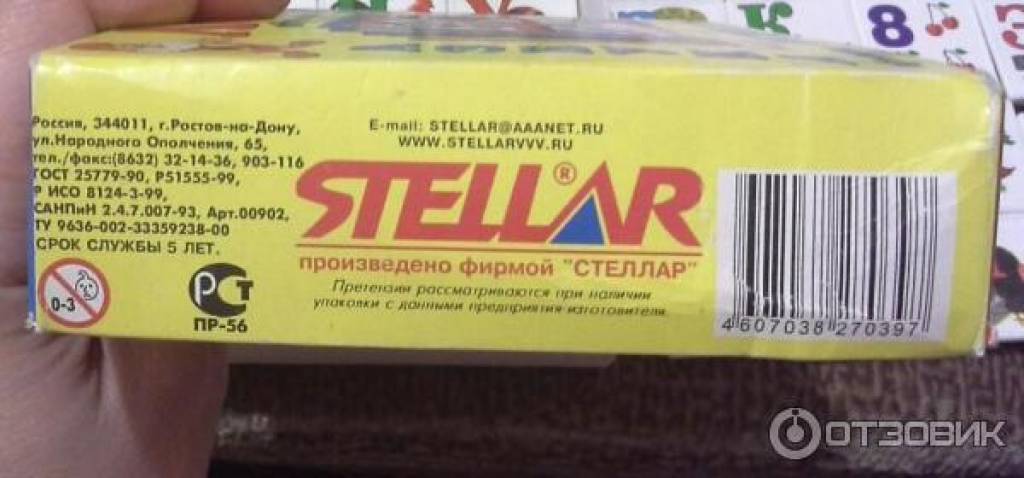 Россия, 344011, г.Ростов-на-Дону,
ул.Народного Ополчения, 65,
тел./факс:(8632) 32-14-36, 903-116
ГОСТ 25779-90, Р51555-99,
Р ИСО 8124-3-99,
САНПиН 2.4.7.007-93, Арт.00902,
ТУ 9636-002-33359238-00
СРОК СЛУЖБЫ 5 ЛЕТ.
0-3
РСТ
ПР-56
E-mail: STELLAR@AAANET.RU
WWW.STELLARVVV.RU
STELLAR®
произведено фирмой "СТЕЛЛАР"
Претензии рассматриваются при наличии
упаковки с данными предприятия-изготовителя.
4607038 270397
К
8
З
ОТЗОВИК